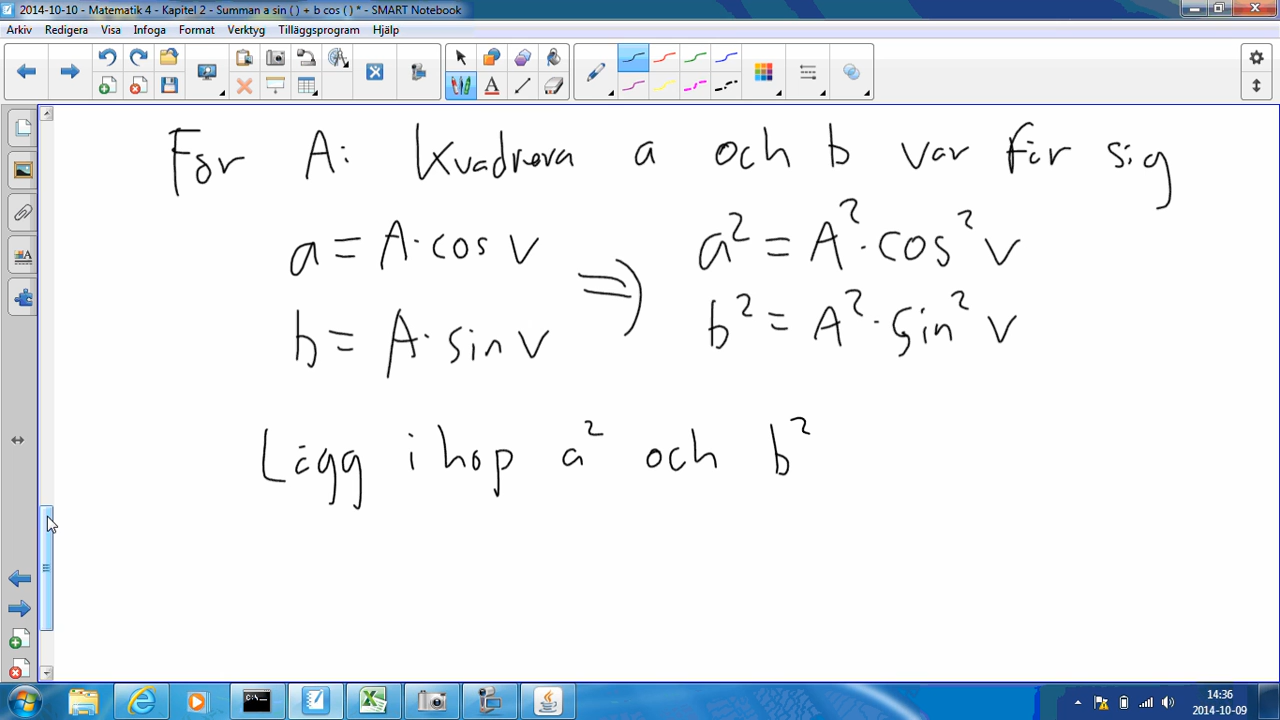 2014-10-10 - Matematik 4 - Kapitel 2 - Summan a sin ( ) + b cos ( ) * - SMART Notebook
Arkiv Redigera Visa Infoga Format Verktyg Tilläggsprogram Hjälp
För A: Kvadrera a och b var för sig
a = A · cos v ⇒ a² = A² · cos² v
b = A · sin v b² = A² · sin² v
Lägg ihop a² och b²
14:36
2014-10-09